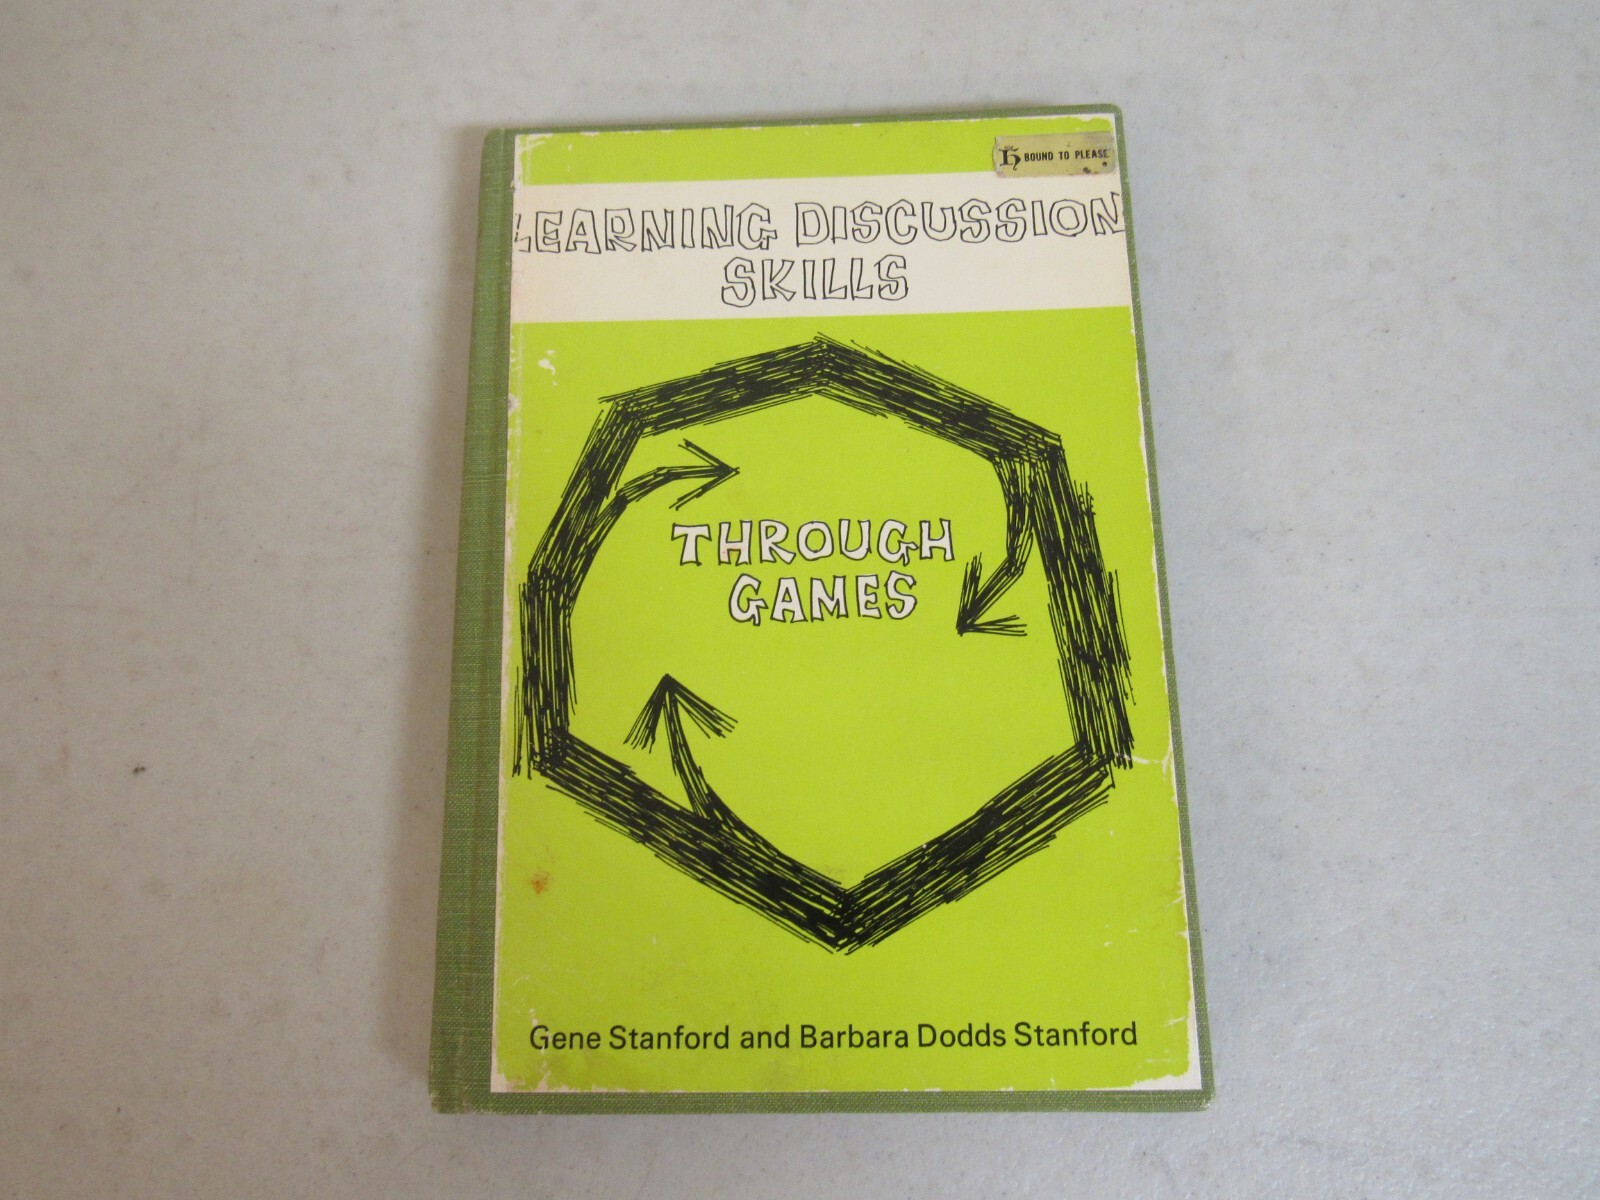 BOUND TO PLEASE
LEARNING DISCUSSION
SKILLS
THROUGH
GAMES
Gene Stanford and Barbara Dodds Stanford